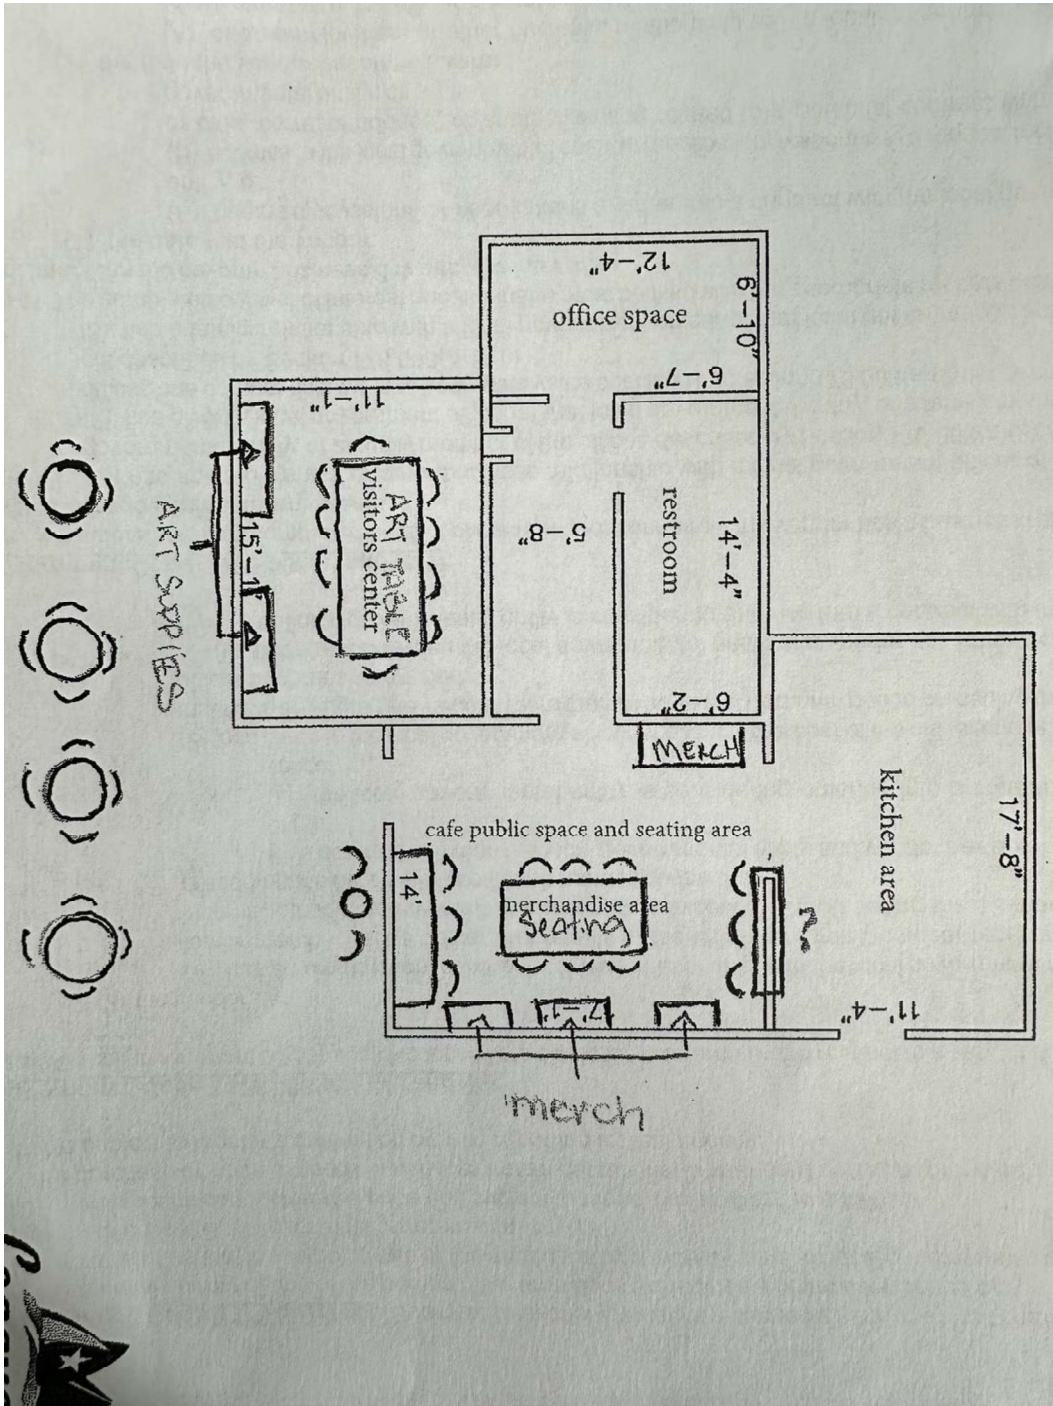 12'-4"
office space
6'-10"
6'-7"
11'-1"
visitors center
ART TABLE
15'-1"
ART SUPPIES
5'-8"
restroom
14'-4"
6'-2"
MERCH
kitchen area
17'-8"
cafe public space and seating area
14'
merchandise area
Seating
?
17'-1"
11'-4"
merch